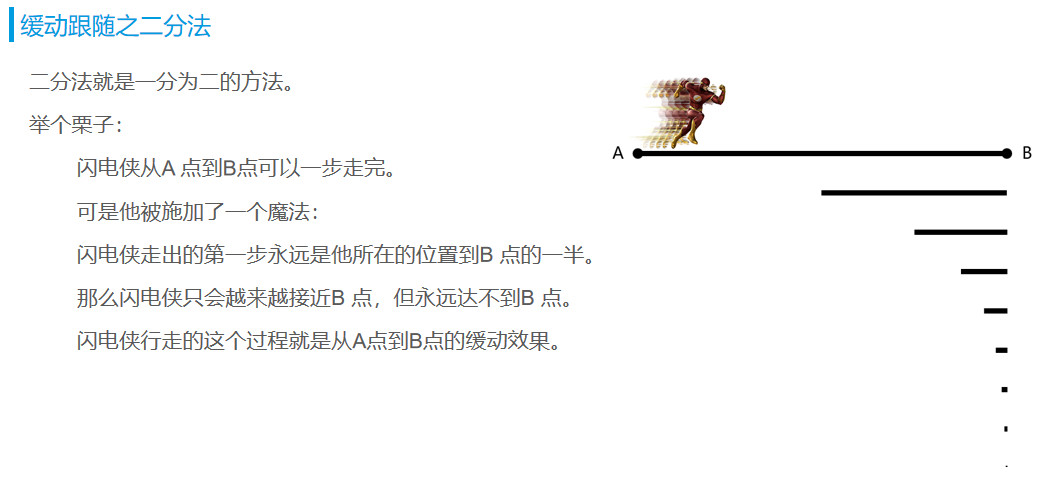 缓动跟随之二分法
二分法就是一分为二的方法。
举个栗子：
闪电侠从A 点到B点可以一步走完。
可是他被施加了一个魔法：
闪电侠走出的第一步永远是他所在的位置到B 点的一半。
那么闪电侠只会越来越接近B 点，但永远达不到B 点。
闪电侠行走的这个过程就是从A点到B点的缓动效果。
A
B